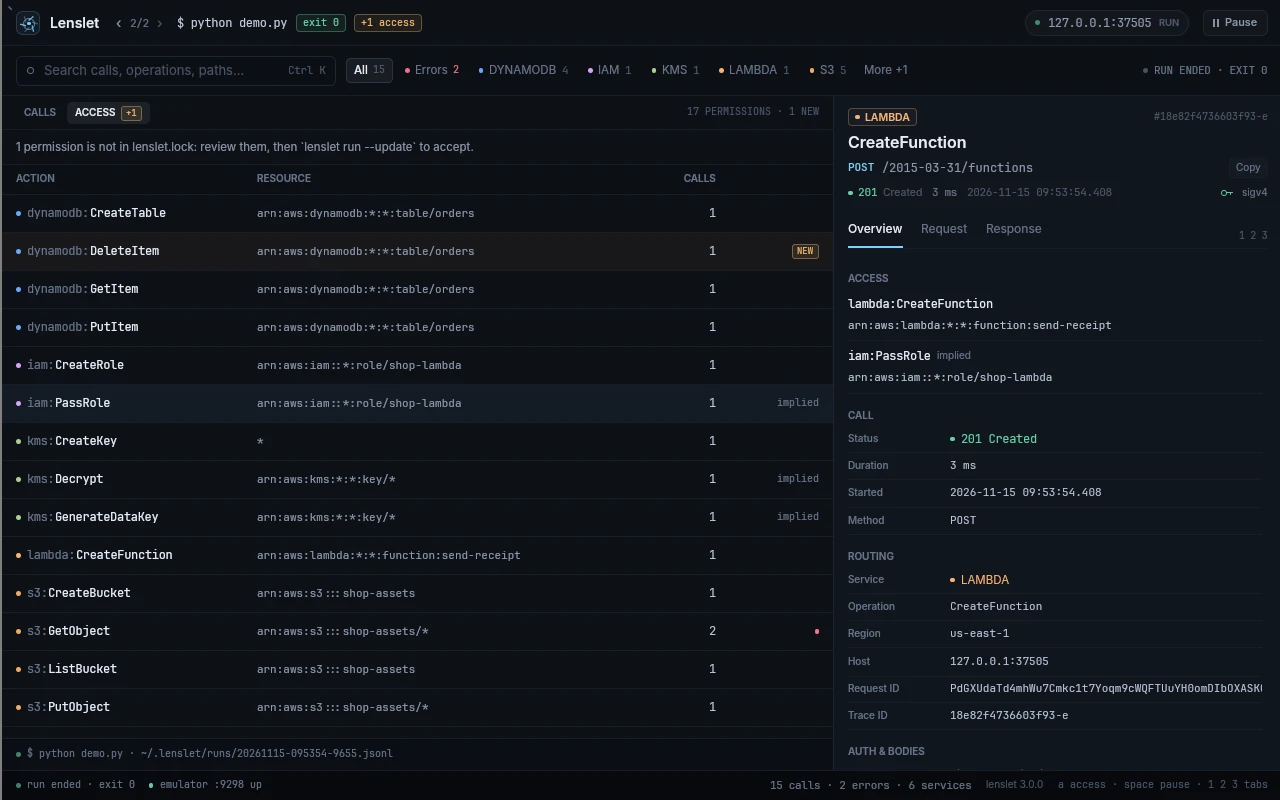 Lenslet ‹ 2/2 › $ python demo.py exit 0 +1 access 127.0.0.1:37505 RUN Pause
Search calls, operations, paths... Ctrl K All 15 Errors 2 DYNAMODB 4 IAM 1 KMS 1 LAMBDA 1 S3 5 More +1 RUN ENDED · EXIT 0
CALLS ACCESS +1 17 PERMISSIONS · 1 NEW
1 permission is not in lenslet.lock: review them, then `lenslet run --update` to accept.
ACTION RESOURCE CALLS
dynamodb:CreateTable arn:aws:dynamodb:*:*:table/orders 1
dynamodb:DeleteItem arn:aws:dynamodb:*:*:table/orders 1 NEW
dynamodb:GetItem arn:aws:dynamodb:*:*:table/orders 1
dynamodb:PutItem arn:aws:dynamodb:*:*:table/orders 1
iam:CreateRole arn:aws:iam::*:role/shop-lambda 1
iam:PassRole arn:aws:iam::*:role/shop-lambda 1 implied
kms:CreateKey * 1
kms:Decrypt arn:aws:kms:*:*:key/* 1 implied
kms:GenerateDataKey arn:aws:kms:*:*:key/* 1 implied
lambda:CreateFunction arn:aws:lambda:*:*:function:send-receipt 1
s3:CreateBucket arn:aws:s3:::shop-assets 1
s3:GetObject arn:aws:s3:::shop-assets/* 2
s3:ListBucket arn:aws:s3:::shop-assets 1
s3:PutObject arn:aws:s3:::shop-assets/* 1
$ python demo.py · ~/.lenslet/runs/20261115-095354-9655.jsonl
LAMBDA #18e82f4736603f93-e
CreateFunction
POST /2015-03-31/functions Copy
201 Created 3 ms 2026-11-15 09:53:54.408 sigv4
Overview Request Response 1 2 3
ACCESS
lambda:CreateFunction
arn:aws:lambda:*:*:function:send-receipt
iam:PassRole implied
arn:aws:iam::*:role/shop-lambda
CALL
Status 201 Created
Duration 3 ms
Started 2026-11-15 09:53:54.408
Method POST
ROUTING
Service LAMBDA
Operation CreateFunction
Region us-east-1
Host 127.0.0.1:37505
Request ID
Trace ID 18e82f4736603f93-e
AUTH & BODIES
run ended · exit 0 emulator :9298 up 15 calls · 2 errors · 6 services lenslet 3.0.0 a access · space pause · 1 2 3 tabs